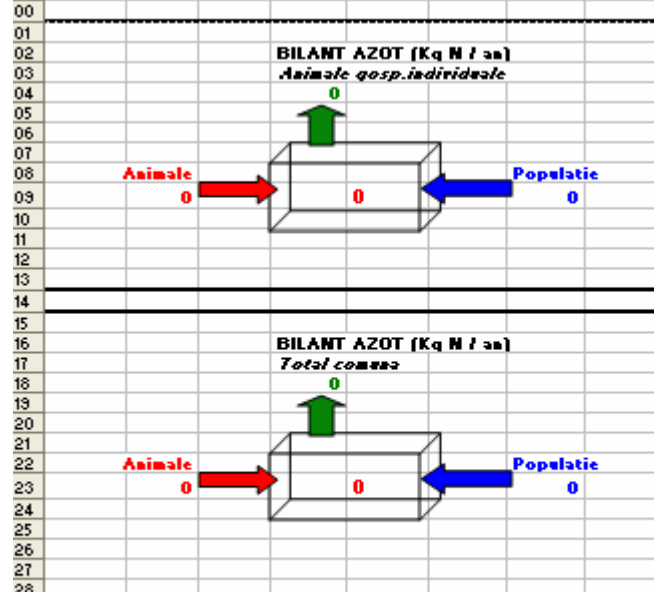 00
01
02 BILANT AZOT (Kg N / an)
03 Animale gosp.individuale
04 0
05
06
07
08 Animale Populatie
09 0 0 0
10
11
12
13
14
15
16 BILANT AZOT (Kg N / an)
17 Total comuna
18 0
19
20
21
22 Animale Populatie
23 0 0 0
24
25
26
27
28